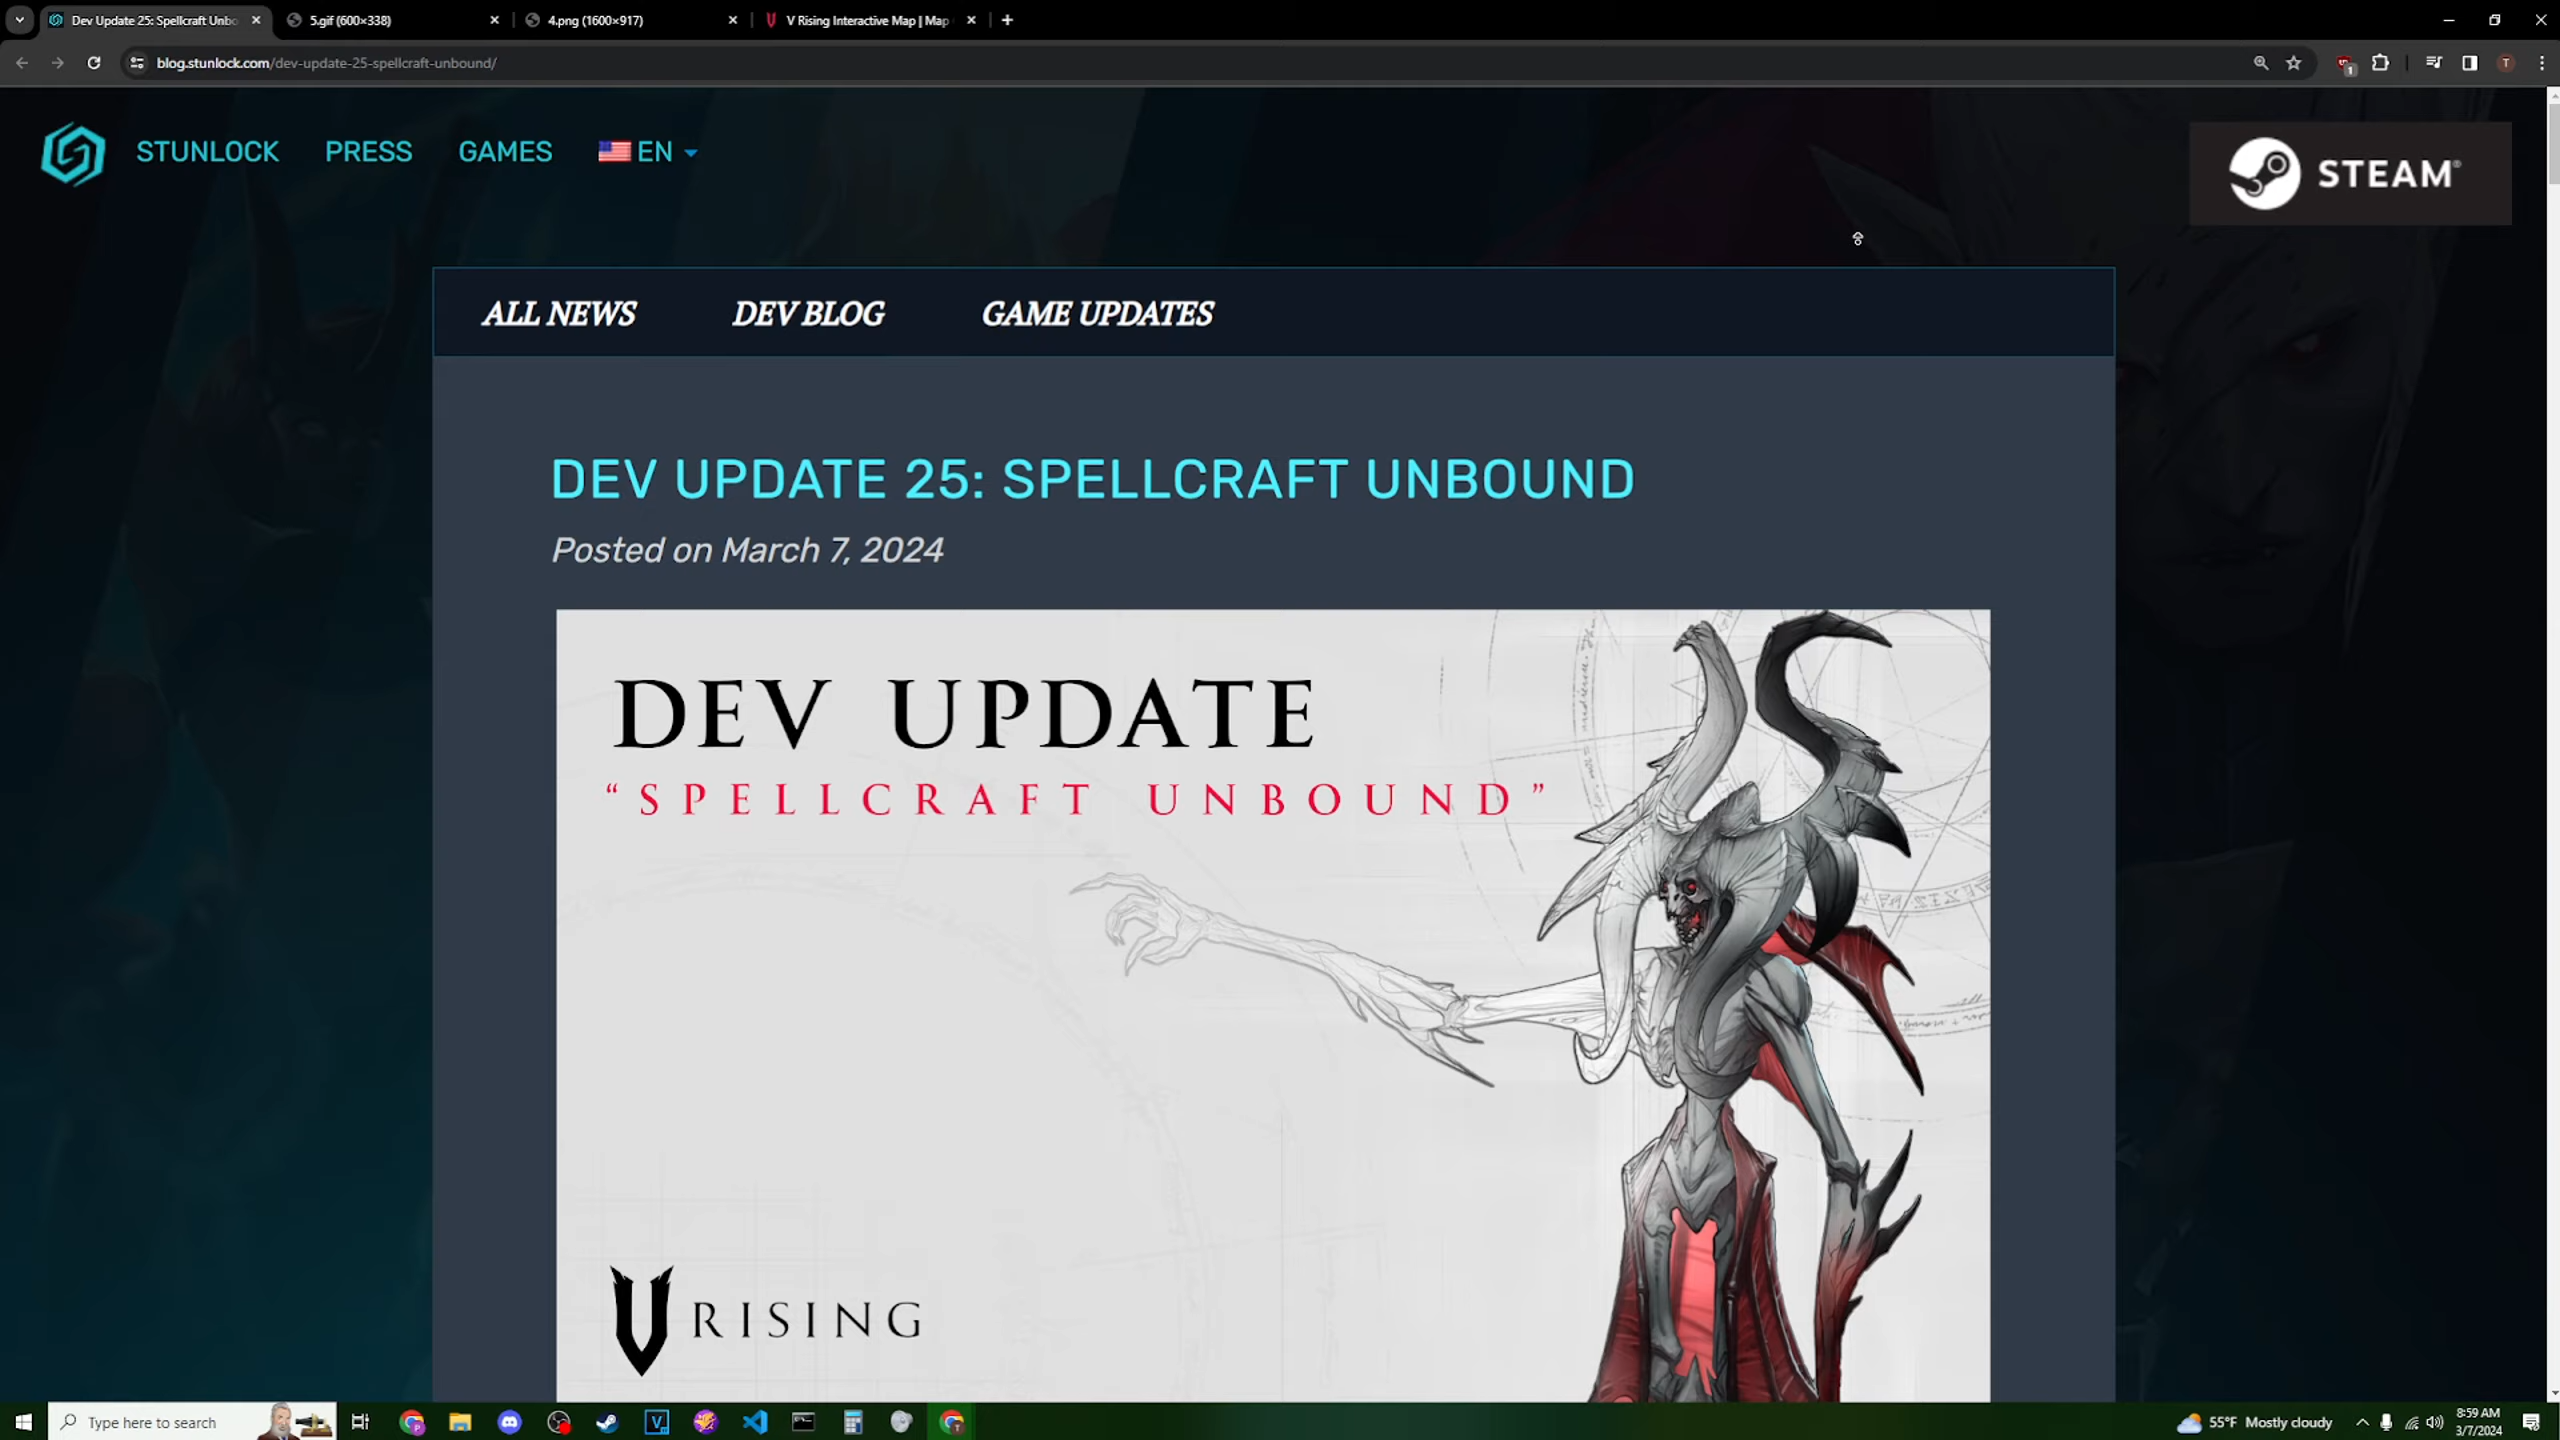 Dev Update 25: Spellcraft Unbo
5.gif (600×338)
4.png (1600×917)
V Rising Interactive Map | Map
blog.stunlock.com/dev-update-25-spellcraft-unbound/
1
T
STUNLOCK
PRESS
GAMES
EN
STEAM®
ALL NEWS
DEV BLOG
GAME UPDATES
DEV UPDATE 25: SPELLCRAFT UNBOUND
Posted on March 7, 2024
DEV UPDATE
“SPELLCRAFT UNBOUND”
V RISING
Type here to search
55°F Mostly cloudy
8:59 AM
3/7/2024